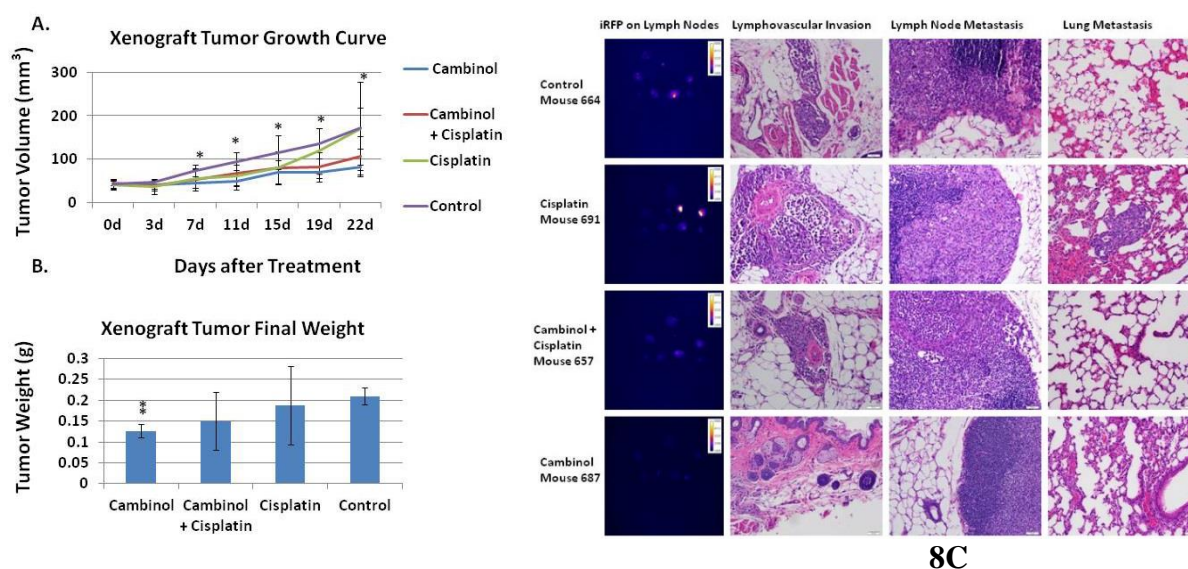 A.
Xenograft Tumor Growth Curve
Tumor Volume (mm³)
300
200
100
0
0d 3d 7d 11d 15d 19d 22d
* * * * *
Days after Treatment
Cambinol
Cambinol
+ Cisplatin
Cisplatin
Control
B.
Xenograft Tumor Final Weight
Tumor Weight (g)
0.3
0.25
0.2
0.15
0.1
0.05
0
**
Cambinol
Cambinol
+ Cisplatin
Cisplatin
Control
iRFP on Lymph Nodes Lymphovascular Invasion Lymph Node Metastasis Lung Metastasis
Control
Mouse 664
Cisplatin
Mouse 691
Cambinol +
Cisplatin
Mouse 657
Cambinol
Mouse 687
8C